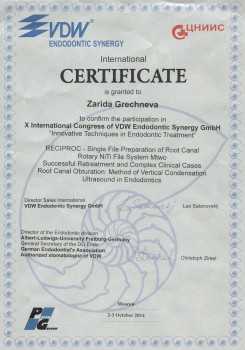 VDW®
ENDODONTIC SYNERGY
ЦНИИС
International
CERTIFICATE
is granted to
Zarida Grechneva
to confirm the participation in
X International Congress of VDW Endodontic Synergy GmbH
"Innovative Techniques in Endodontic Treatment"
RECIPROC - Single File Preparation of Root Canal
Rotary NiTi File System Mtwo
Successful Retreatment and Complex Clinical Cases
Root Canal Obturation: Method of Vertical Condensation
Ultrasound in Endodontics
Director Sales International
VDW Endodontic Synergy GmbH
Director of the Endodontic division
Albert-Ludwigs-University Freiburg-Germany
General Secretary of the DG Endo
German Endodontist's Association
Authorized stomatologist of VDW
Christoph Zirkel
Moscow
2-3 October 2014